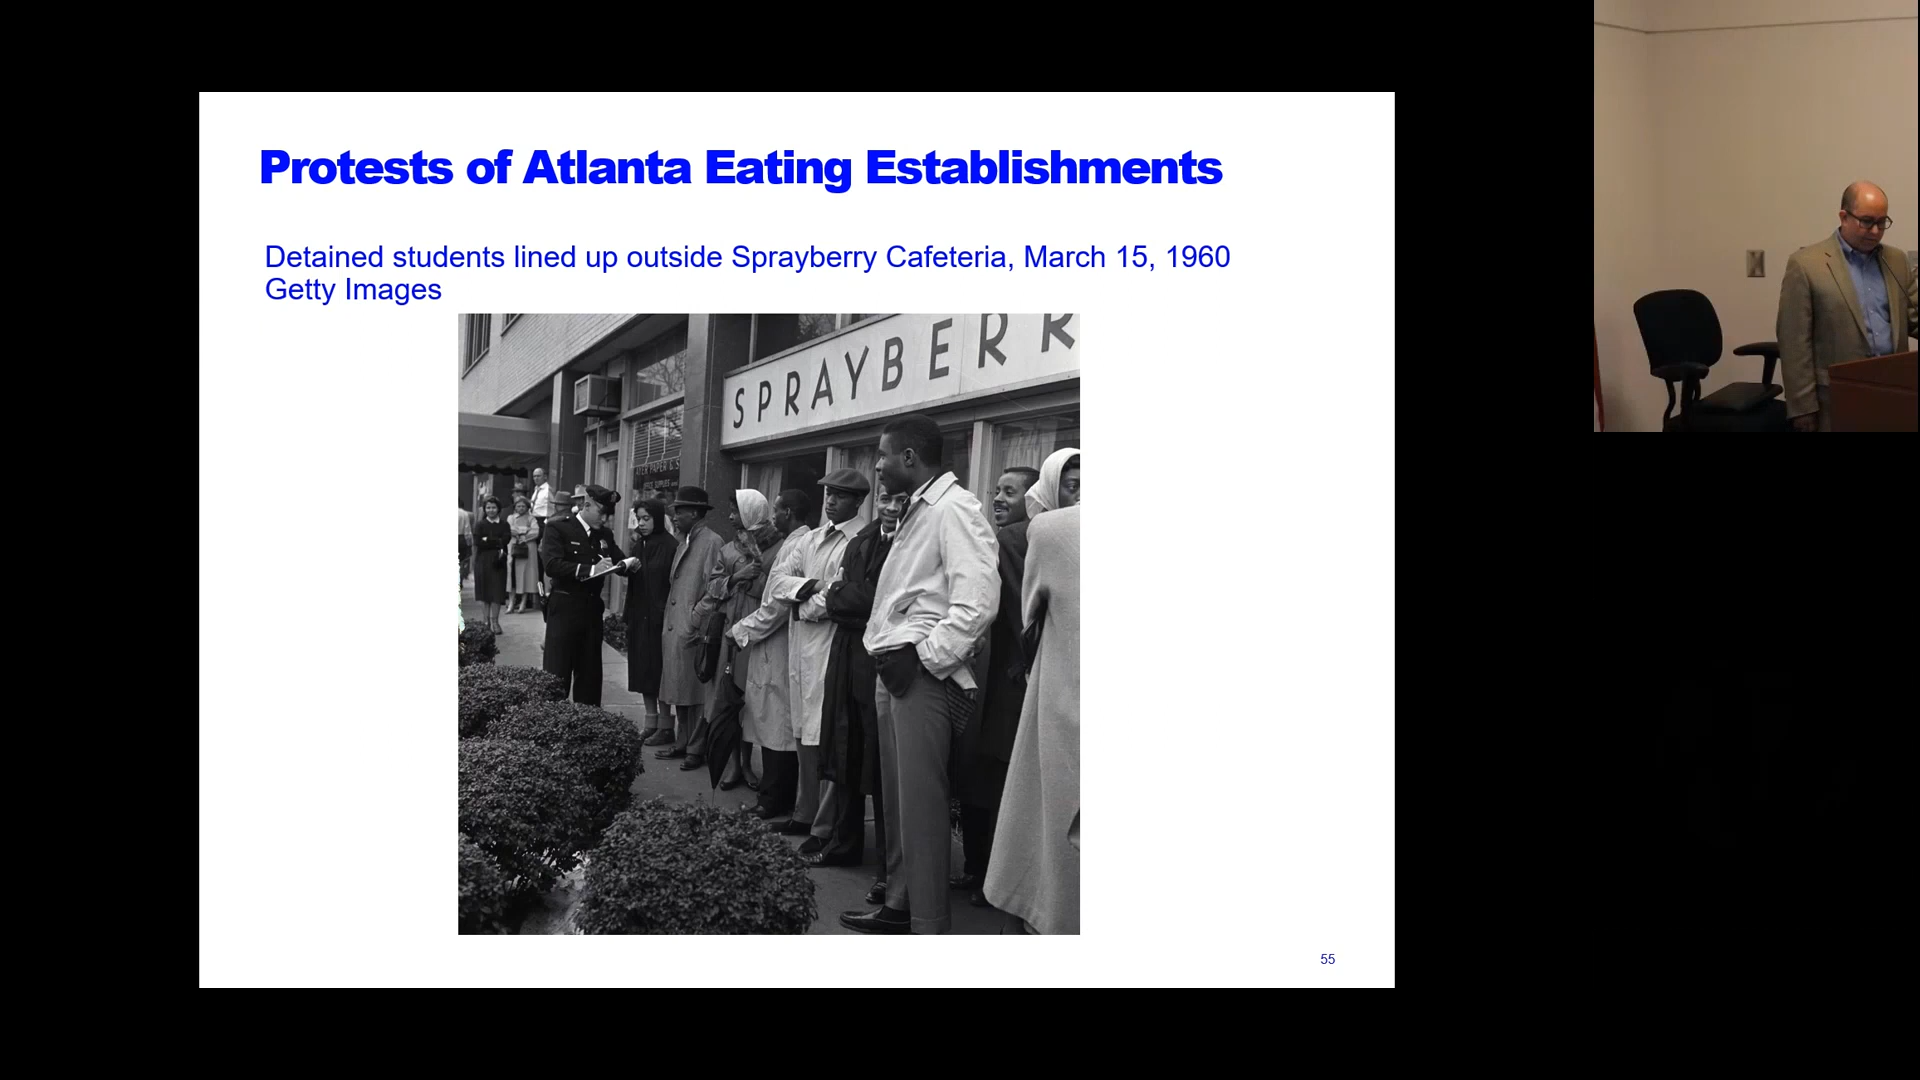 Protests of Atlanta Eating Establishments
Detained students lined up outside Sprayberry Cafeteria, March 15, 1960
Getty Images
SPRAYBERR
PAPER & S
55